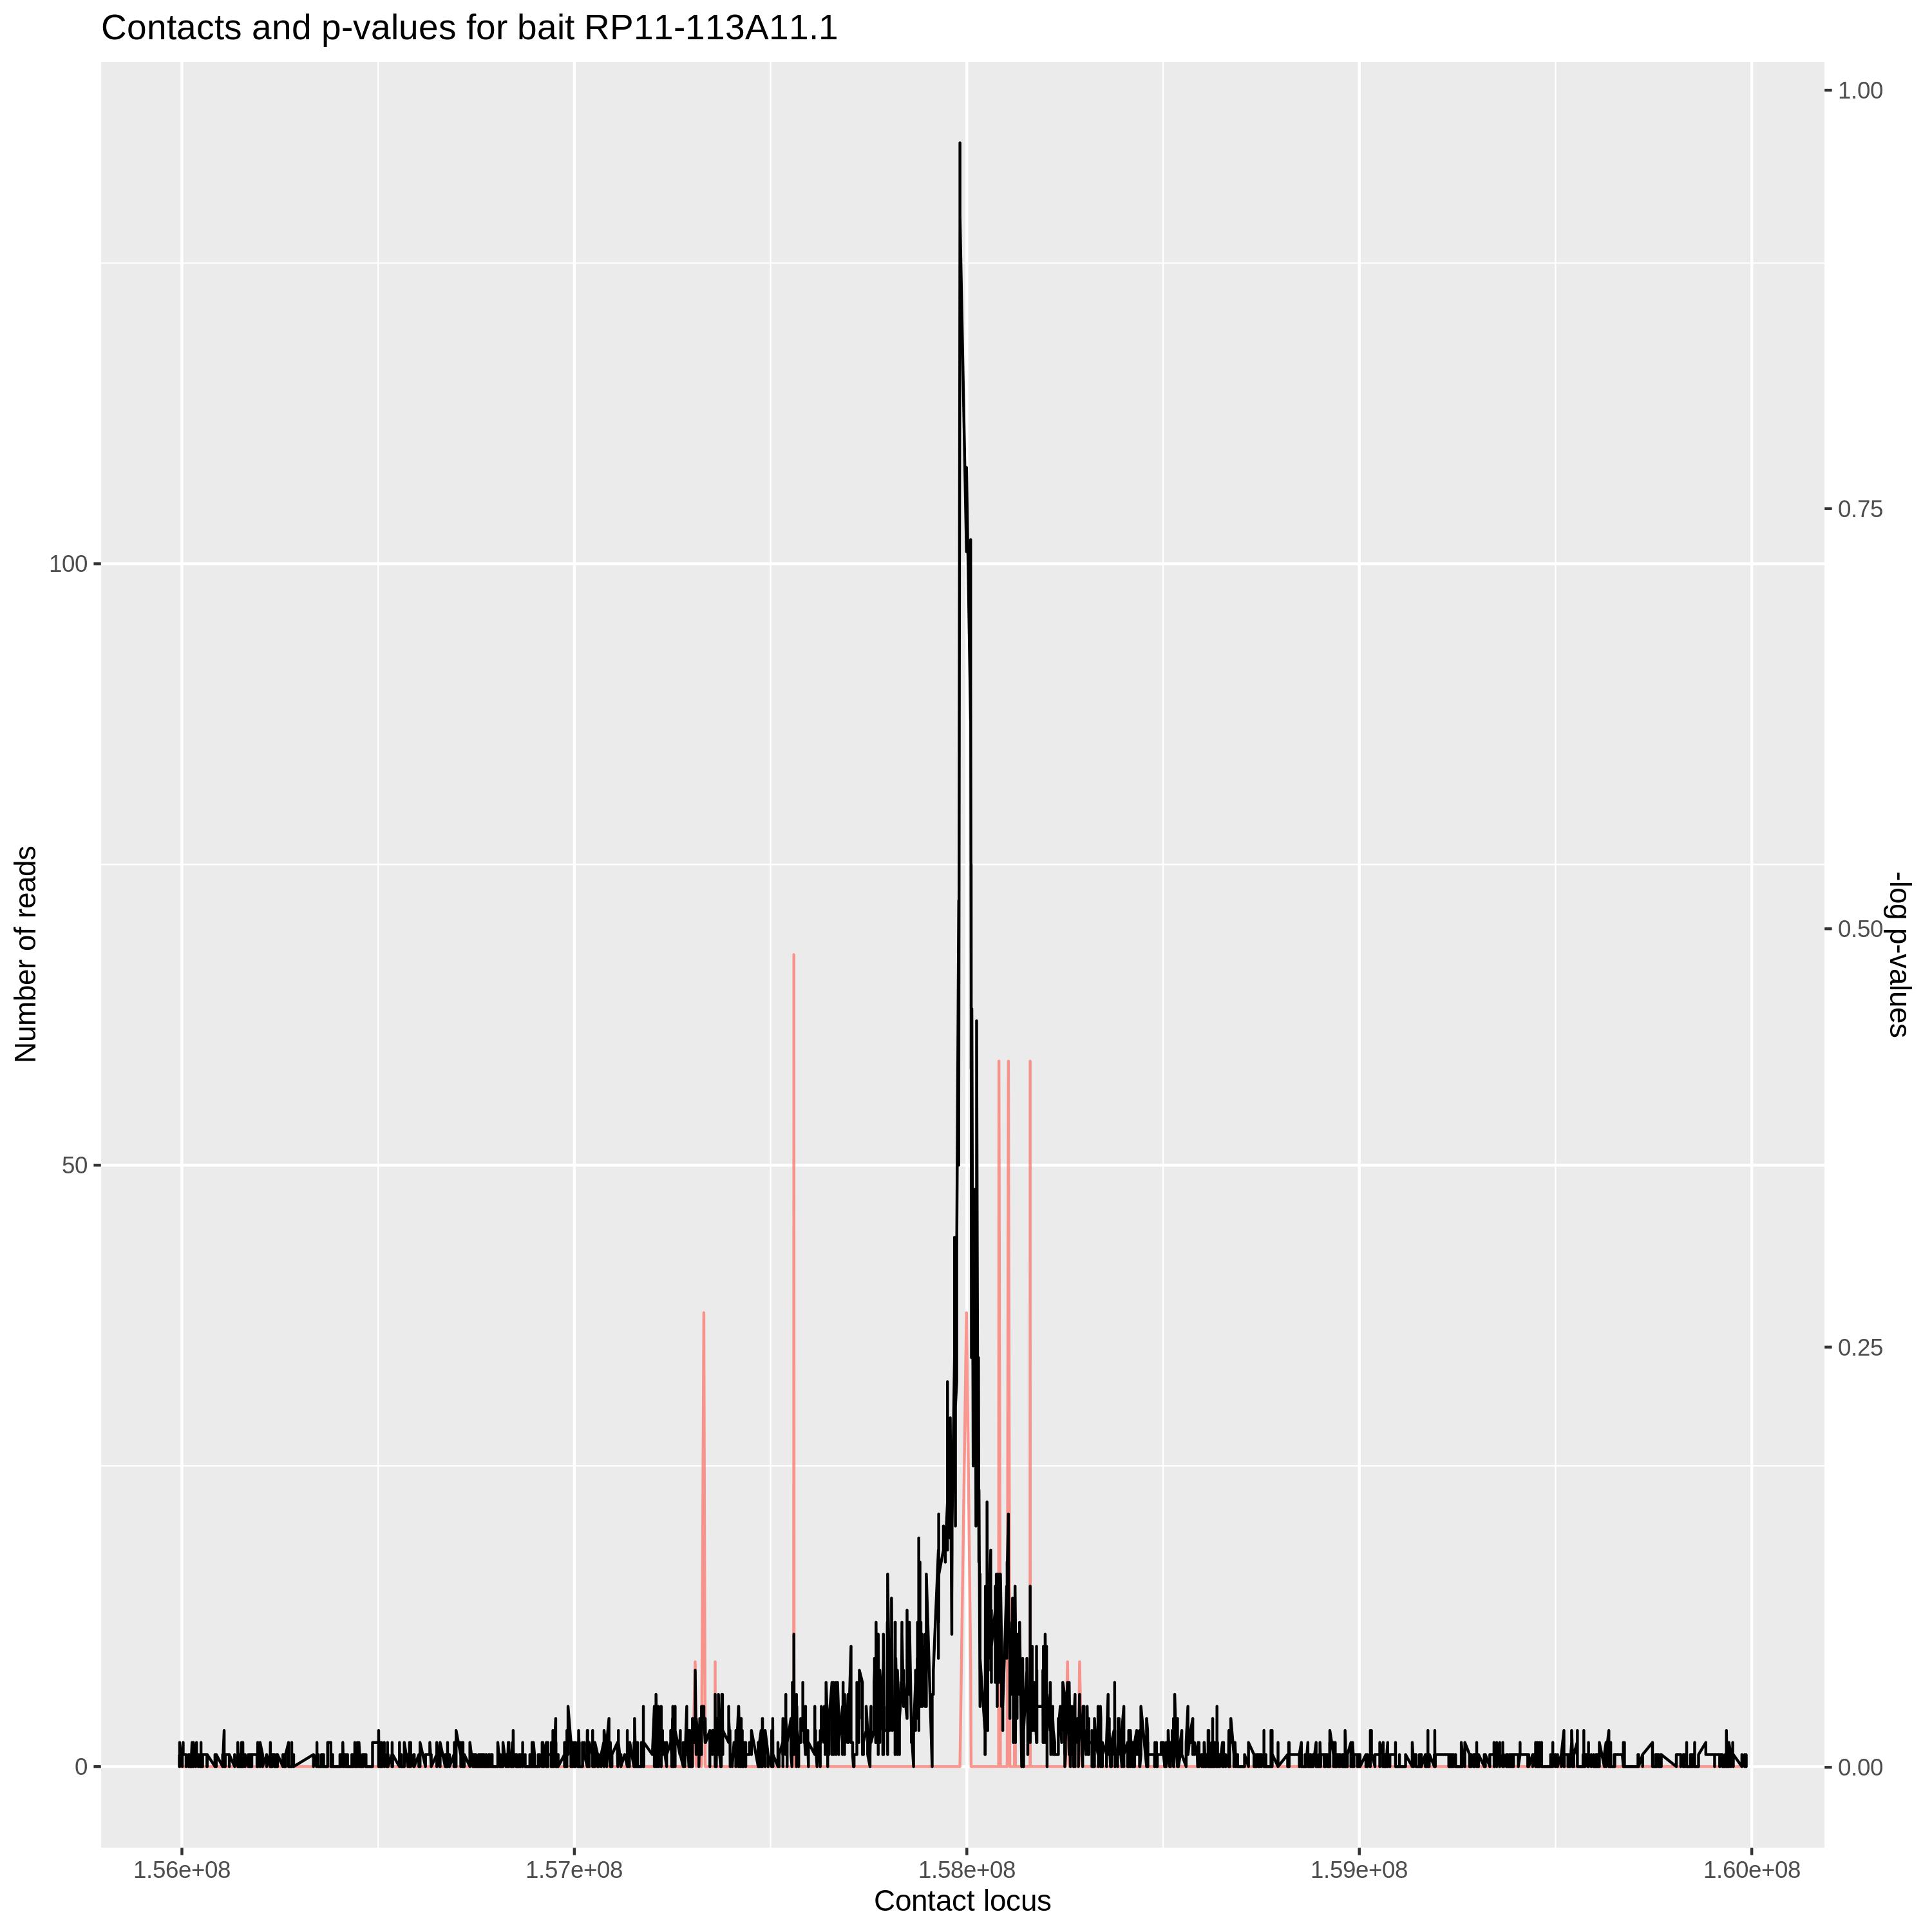 Contacts and p-values for bait RP11-113A11.1
1.00
0.75
100
0.50
-log p-values
Number of reads
50
0.25
0
0.00
1.56e+08
1.57e+08
1.58e+08
1.59e+08
1.60e+08
Contact locus